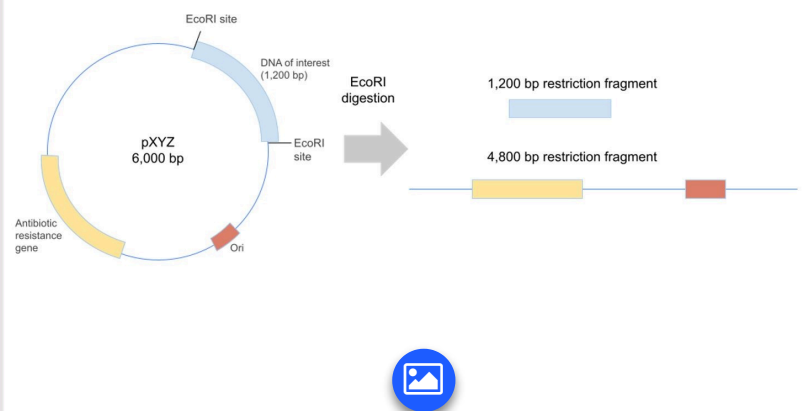 EcoRI site
DNA of interest
(1,200 bp)
EcoRI
digestion
1,200 bp restriction fragment
pXYZ
6,000 bp
EcoRI
site
4,800 bp restriction fragment
Antibiotic
resistance
gene
Ori